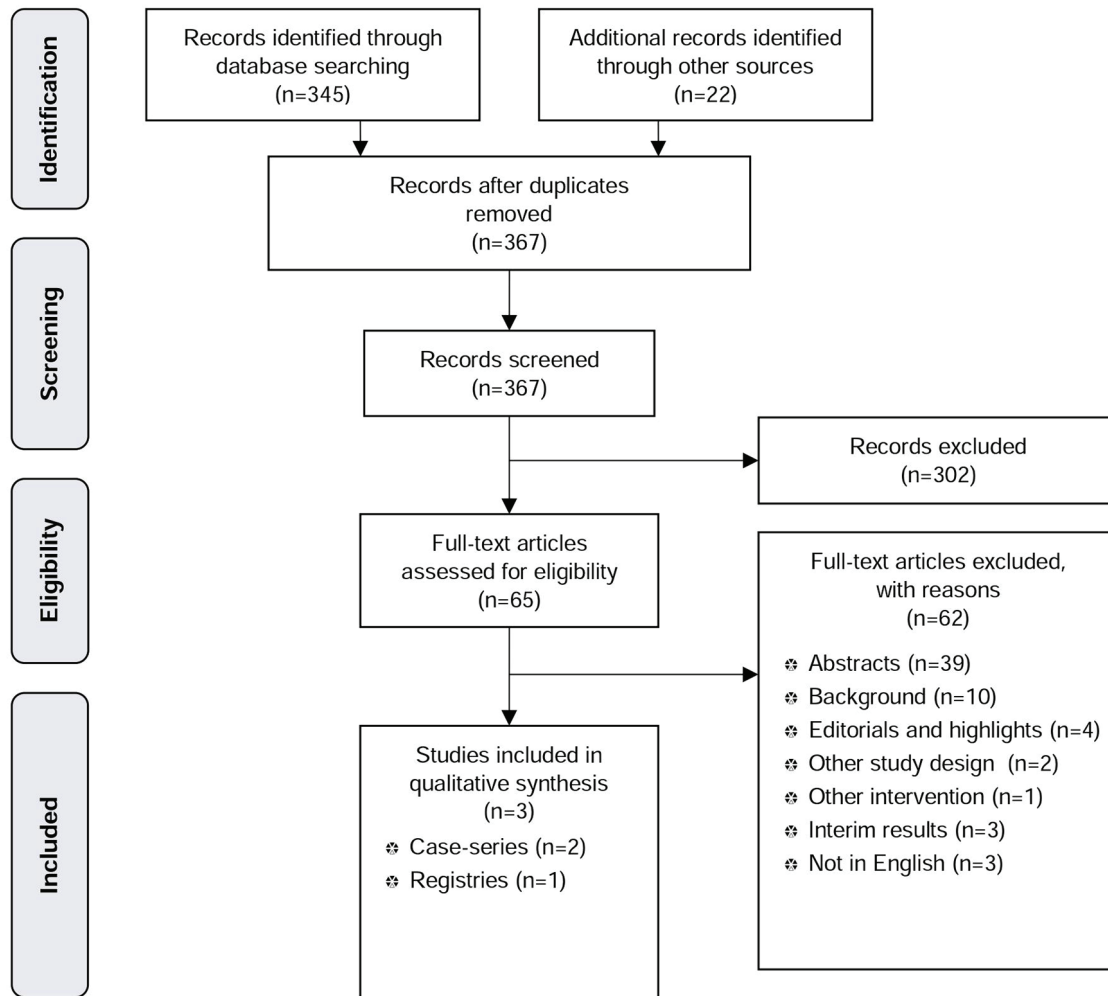 Identification
Records identified through
database searching
(n=345)
Additional records identified
through other sources
(n=22)
Records after duplicates
removed
(n=367)
Screening
Records screened
(n=367)
Records excluded
(n=302)
Eligibility
Full-text articles
assessed for eligibility
(n=65)
Full-text articles excluded,
with reasons
(n=62)
Abstracts (n=39)
Background (n=10)
Editorials and highlights (n=4)
Other study design (n=2)
Other intervention (n=1)
Interim results (n=3)
Not in English (n=3)
Included
Studies included in
qualitative synthesis
(n=3)
Case-series (n=2)
Registries (n=1)